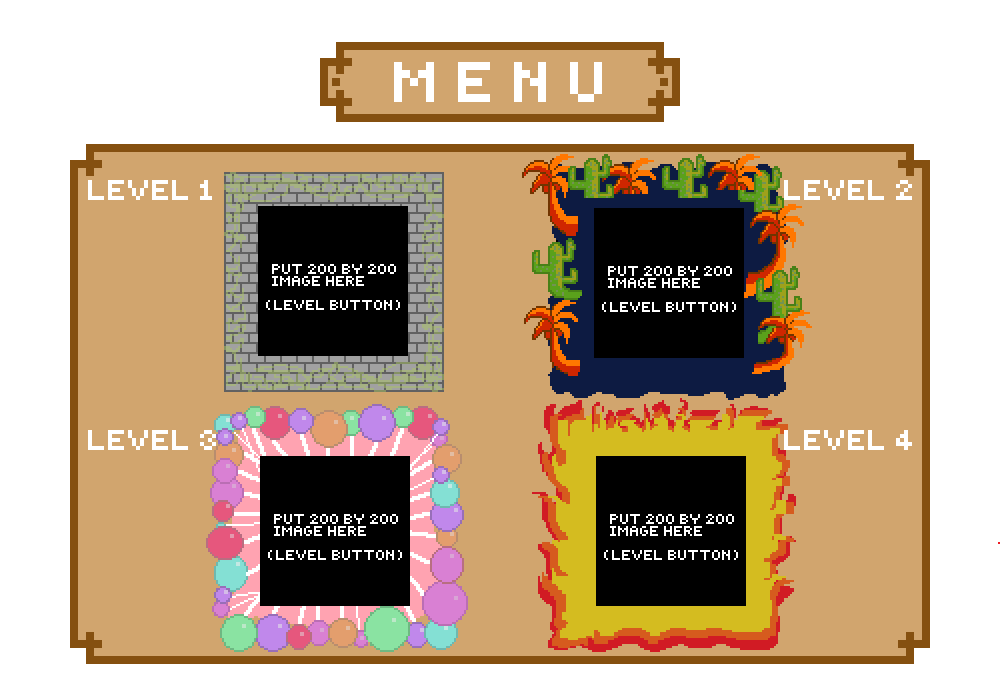 MENU
LEVEL 1
PUT 200 BY 200
IMAGE HERE
(LEVEL BUTTON)
LEVEL 2
PUT 200 BY 200
IMAGE HERE
(LEVEL BUTTON)
LEVEL 3
PUT 200 BY 200
IMAGE HERE
(LEVEL BUTTON)
LEVEL 4
PUT 200 BY 200
IMAGE HERE
(LEVEL BUTTON)